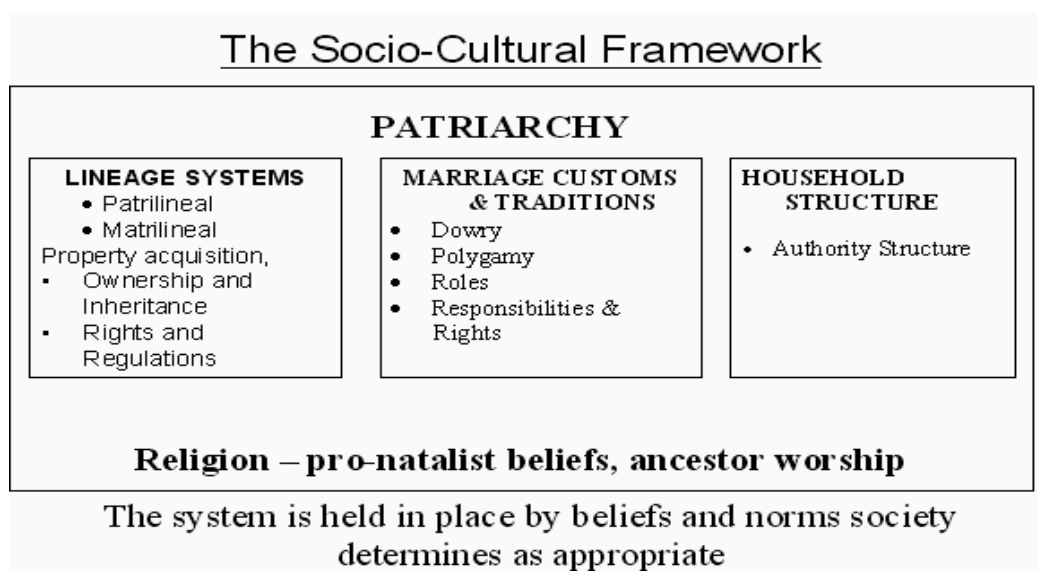 The Socio-Cultural Framework
PATRIARCHY
LINEAGE SYSTEMS
• Patrilineal
• Matrilineal
Property acquisition,
▪ Ownership and
Inheritance
▪ Rights and
Regulations
MARRIAGE CUSTOMS
& TRADITIONS
• Dowry
• Polygamy
• Roles
• Responsibilities &
Rights
HOUSEHOLD
STRUCTURE
• Authority Structure
Religion – pro-natalist beliefs, ancestor worship
The system is held in place by beliefs and norms society
determines as appropriate